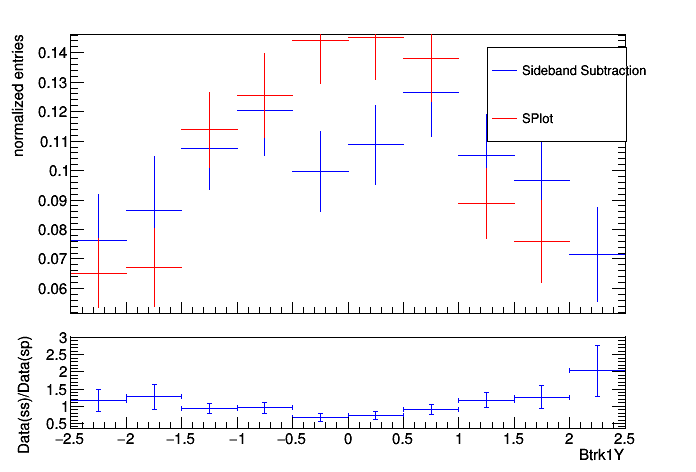 normalized entries
0.14
0.13
0.12
0.11
0.1
0.09
0.08
0.07
0.06
Sideband Subtraction
SPlot
Data(ss)/Data(sp)
3
2.5
2
1.5
1
0.5
−2.5 −2 −1.5 −1 −0.5 0 0.5 1 1.5 2 2.5
Btrk1Y